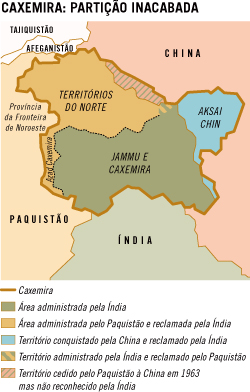 CAXEMIRA: PARTIÇÃO INACABADA
TAJIQUISTÃO
AFEGANISTÃO
CHINA
TERRITÓRIOS
DO NORTE
Província
da Fronteira
de Noroeste
AKSAI
CHIN
Azad Caxemira
JAMMU E
CAXEMIRA
PAQUISTÃO
ÍNDIA
Caxemira
Área administrada pela Índia
Área administrada pelo Paquistão e reclamada pela Índia
Território conquistado pela China e reclamado pela Índia
Território administrado pela Índia e reclamado pelo Paquistão
Território cedido pelo Paquistão à China em 1963
mas não reconhecido pela Índia